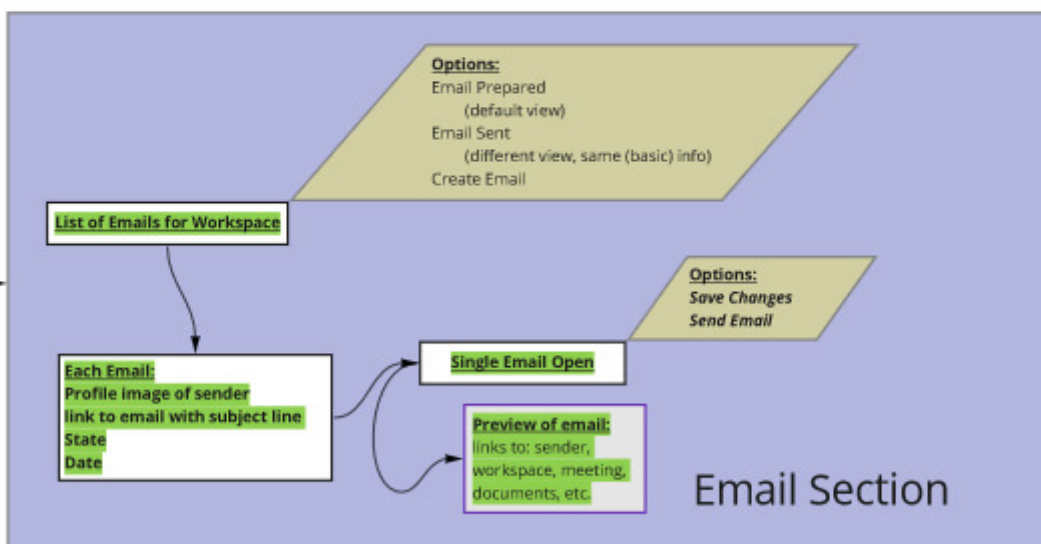 Options:
Email Prepared
(default view)
Email Sent
(different view, same (basic) info)
Create Email
List of Emails for Workspace
Options:
Save Changes
Send Email
Each Email:
Profile image of sender
link to email with subject line
State
Date
Single Email Open
Preview of email:
links to: sender,
workspace, meeting,
documents, etc.
Email Section